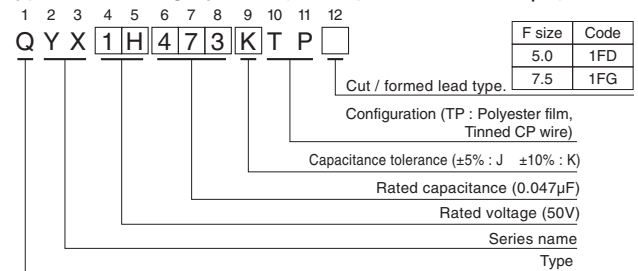 1 2 3 4 5 6 7 8 9 10 11 12
Q Y X 1 H 4 7 3 K T P
F size Code
5.0 1FD
7.5 1FG
Cut / formed lead type.
Configuration (TP : Polyester film,
Tinned CP wire)
Capacitance tolerance (±5% : J ±10% : K)
Rated capacitance (0.047µF)
Rated voltage (50V)
Series name
Type